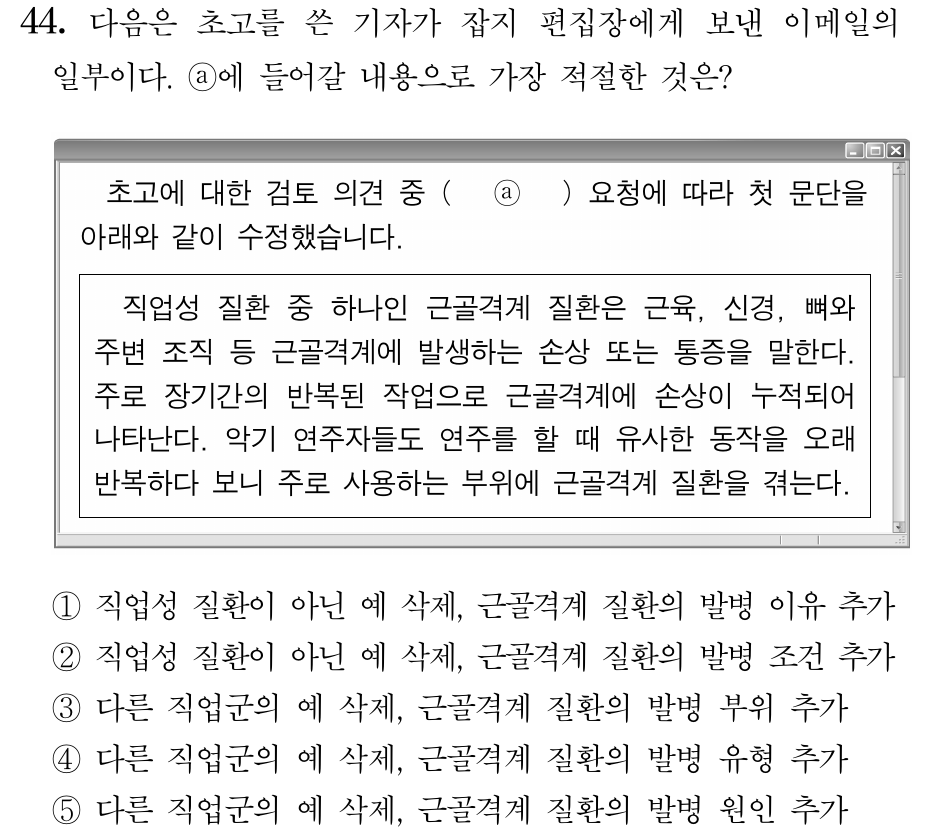 44. 다음은 초고를 쓴 기자가 잡지 편집장에게 보낸 이메일의
일부이다. ⓐ에 들어갈 내용으로 가장 적절한 것은?
초고에 대한 검토 의견 중 ( ⓐ ) 요청에 따라 첫 문단을
아래와 같이 수정했습니다.
직업성 질환 중 하나인 근골격계 질환은 근육, 신경, 뼈와
주변 조직 등 근골격계에 발생하는 손상 또는 통증을 말한다.
주로 장기간의 반복된 작업으로 근골격계에 손상이 누적되어
나타난다. 악기 연주자들도 연주를 할 때 유사한 동작을 오래
반복하다 보니 주로 사용하는 부위에 근골격계 질환을 겪는다.
① 직업성 질환이 아닌 예 삭제, 근골격계 질환의 발병 이유 추가
② 직업성 질환이 아닌 예 삭제, 근골격계 질환의 발병 조건 추가
③ 다른 직업군의 예 삭제, 근골격계 질환의 발병 부위 추가
④ 다른 직업군의 예 삭제, 근골격계 질환의 발병 유형 추가
⑤ 다른 직업군의 예 삭제, 근골격계 질환의 발병 원인 추가